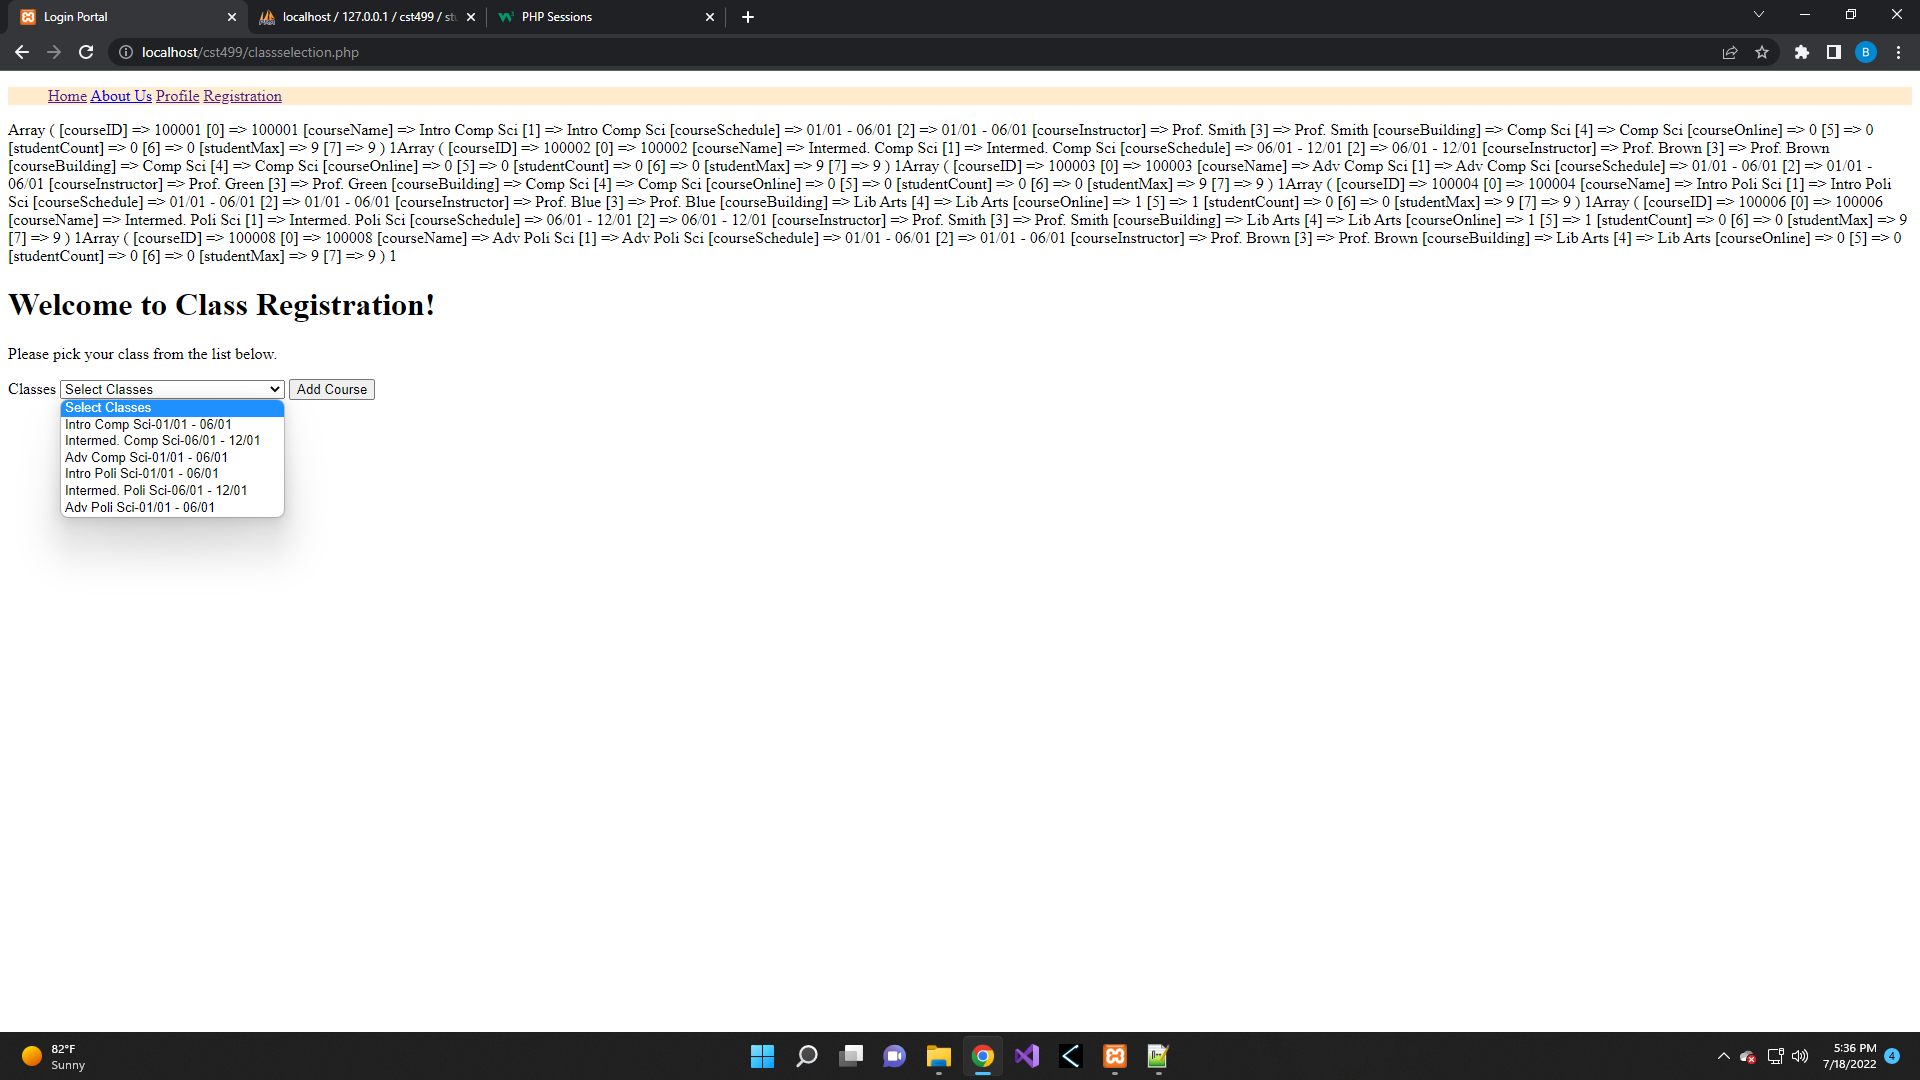 Login Portal
localhost / 127.0.0.1 / cst499 / stu
PHP Sessions
localhost/cst499/classselection.php
B
Home About Us Profile Registration
Array ( [courseID] => 100001 [0] => 100001 [courseName] => Intro Comp Sci [1] => Intro Comp Sci [courseSchedule] => 01/01 - 06/01 [2] => 01/01 - 06/01 [courseInstructor] => Prof. Smith [3] => Prof. Smith [courseBuilding] => Comp Sci [4] => Comp Sci [courseOnline] => 0 [5] => 0
[studentCount] => 0 [6] => 0 [studentMax] => 9 [7] => 9 ) 1Array ( [courseID] => 100002 [0] => 100002 [courseName] => Intermed. Comp Sci [1] => Intermed. Comp Sci [courseSchedule] => 06/01 - 12/01 [2] => 06/01 - 12/01 [courseInstructor] => Prof. Brown [3] => Prof. Brown
[courseBuilding] => Comp Sci [4] => Comp Sci [courseOnline] => 0 [5] => 0 [studentCount] => 0 [6] => 0 [studentMax] => 9 [7] => 9 ) 1Array ( [courseID] => 100003 [0] => 100003 [courseName] => Adv Comp Sci [1] => Adv Comp Sci [courseSchedule] => 01/01 - 06/01 [2] => 01/01 -
06/01 [courseInstructor] => Prof. Green [3] => Prof. Green [courseBuilding] => Comp Sci [4] => Comp Sci [courseOnline] => 0 [5] => 0 [studentCount] => 0 [6] => 0 [studentMax] => 9 [7] => 9 ) 1Array ( [courseID] => 100004 [0] => 100004 [courseName] => Intro Poli Sci [1] => Intro Poli
Sci [courseSchedule] => 01/01 - 06/01 [2] => 01/01 - 06/01 [courseInstructor] => Prof. Blue [3] => Prof. Blue [courseBuilding] => Lib Arts [4] => Lib Arts [courseOnline] => 1 [5] => 1 [studentCount] => 0 [6] => 0 [studentMax] => 9 [7] => 9 ) 1Array ( [courseID] => 100006 [0] => 100006
[courseName] => Intermed. Poli Sci [1] => Intermed. Poli Sci [courseSchedule] => 06/01 - 12/01 [2] => 06/01 - 12/01 [courseInstructor] => Prof. Smith [3] => Prof. Smith [courseBuilding] => Lib Arts [4] => Lib Arts [courseOnline] => 1 [5] => 1 [studentCount] => 0 [6] => 0 [studentMax] => 9
[7] => 9 ) 1Array ( [courseID] => 100008 [0] => 100008 [courseName] => Adv Poli Sci [1] => Adv Poli Sci [courseSchedule] => 01/01 - 06/01 [2] => 01/01 - 06/01 [courseInstructor] => Prof. Brown [3] => Prof. Brown [courseBuilding] => Lib Arts [4] => Lib Arts [courseOnline] => 0 [5] => 0
[studentCount] => 0 [6] => 0 [studentMax] => 9 [7] => 9 ) 1
Welcome to Class Registration!
Please pick your class from the list below.
Classes Select Classes Add Course
Select Classes
Intro Comp Sci-01/01 - 06/01
Intermed. Comp Sci-06/01 - 12/01
Adv Comp Sci-01/01 - 06/01
Intro Poli Sci-01/01 - 06/01
Intermed. Poli Sci-06/01 - 12/01
Adv Poli Sci-01/01 - 06/01
82°F
Sunny
5:36 PM
7/18/2022
4